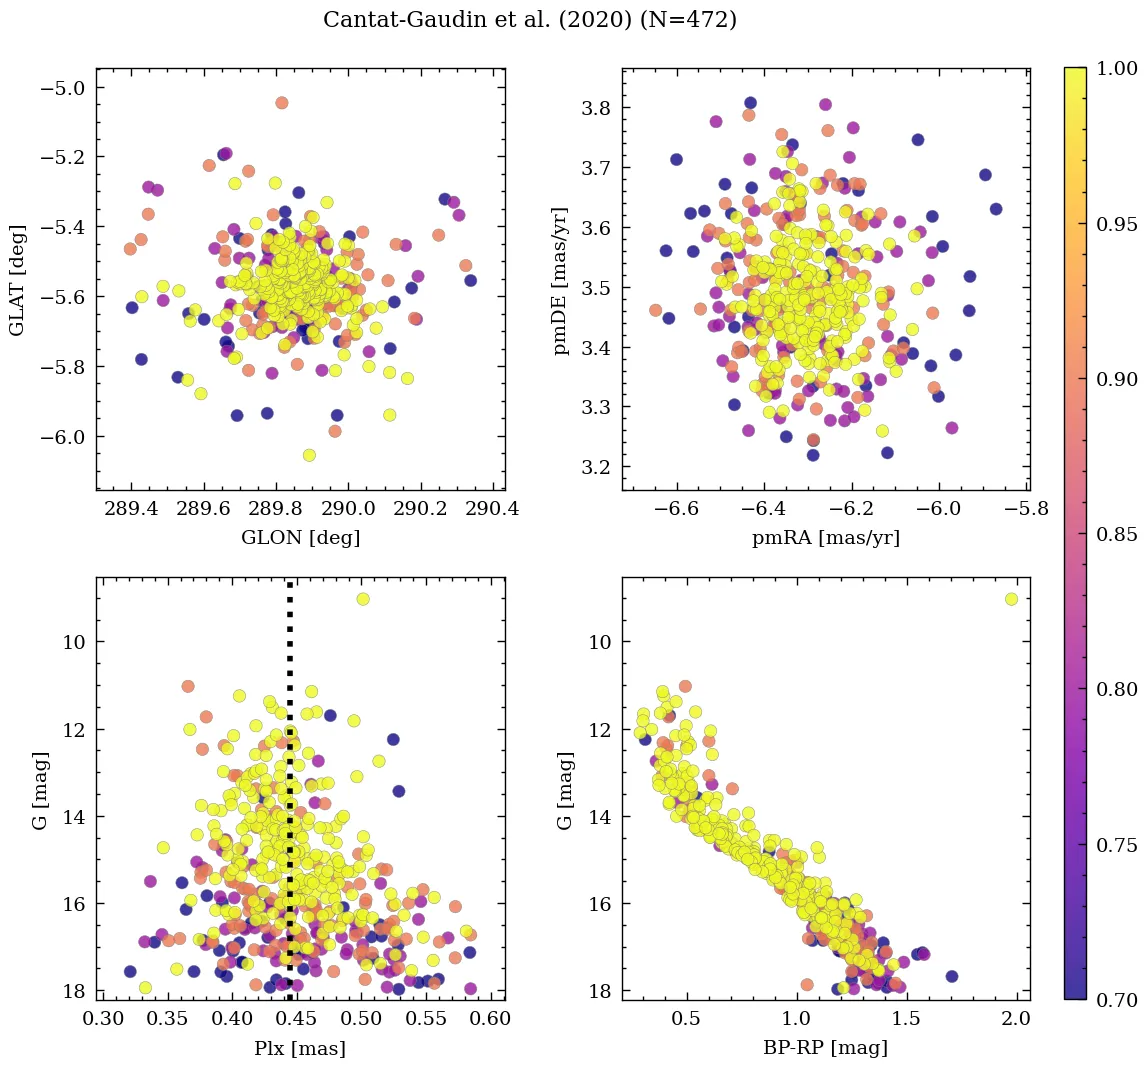 Cantat-Gaudin et al. (2020) (N=472)
−5.0
−5.2
−5.4
−5.6
−5.8
−6.0
GLAT [deg]
289.4 289.6 289.8 290.0 290.2 290.4
GLON [deg]
3.8
3.7
3.6
3.5
3.4
3.3
3.2
pmDE [mas/yr]
−6.6 −6.4 −6.2 −6.0 −5.8
pmRA [mas/yr]
10
12
14
16
18
G [mag]
0.30 0.35 0.40 0.45 0.50 0.55 0.60
Plx [mas]
10
12
14
16
18
G [mag]
0.5 1.0 1.5 2.0
BP-RP [mag]
1.00
0.95
0.90
0.85
0.80
0.75
0.70